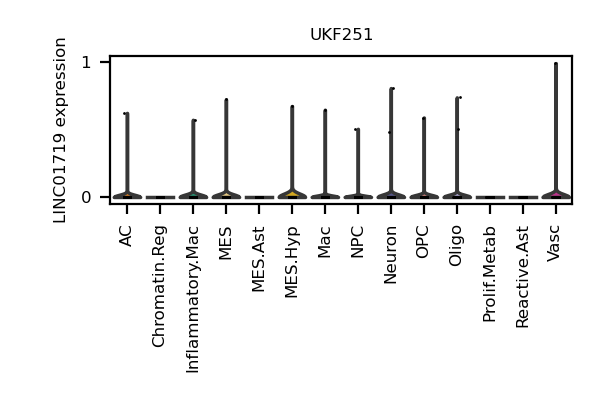 UKF251
LINC01719 expression
1
0
AC
Chromatin.Reg
Inflammatory.Mac
MES
MES.Ast
MES.Hyp
Mac
NPC
Neuron
OPC
Oligo
Prolif.Metab
Reactive.Ast
Vasc